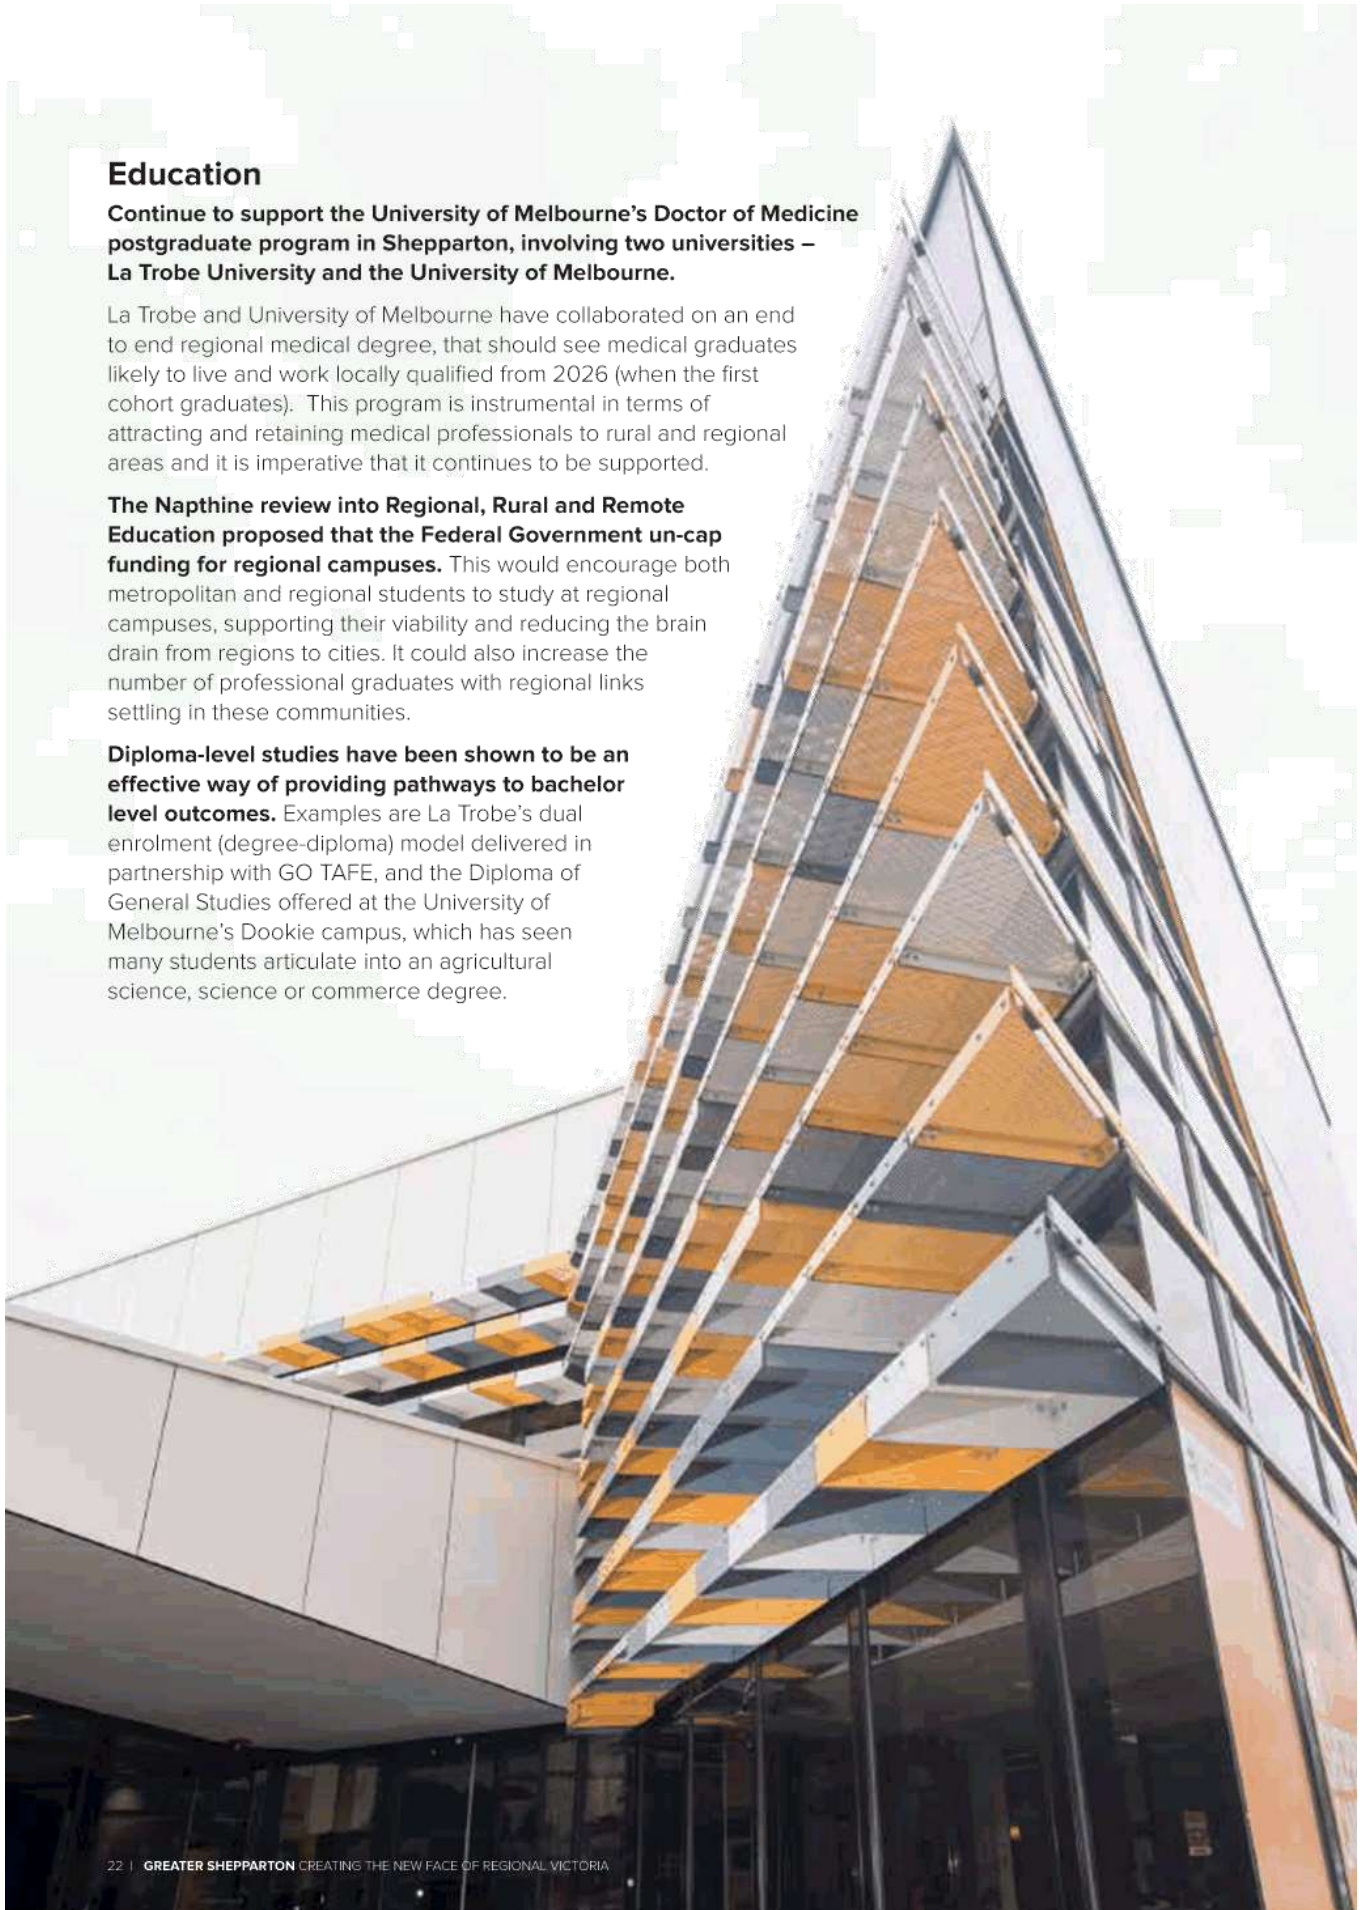 Education
Continue to support the University of Melbourne's Doctor of Medicine
postgraduate program in Shepparton, involving two universities –
La Trobe University and the University of Melbourne.
La Trobe and University of Melbourne have collaborated on an end
to end regional medical degree, that should see medical graduates
likely to live and work locally qualified from 2026 (when the first
cohort graduates).  This program is instrumental in terms of
attracting and retaining medical professionals to rural and regional
areas and it is imperative that it continues to be supported.
The Napthine review into Regional, Rural and Remote
Education proposed that the Federal Government un-cap
funding for regional campuses. This would encourage both
metropolitan and regional students to study at regional
campuses, supporting their viability and reducing the brain
drain from regions to cities. It could also increase the
number of professional graduates with regional links
settling in these communities.
Diploma-level studies have been shown to be an
effective way of providing pathways to bachelor
level outcomes. Examples are La Trobe's dual
enrolment (degree-diploma) model delivered in
partnership with GO TAFE, and the Diploma of
General Studies offered at the University of
Melbourne's Dookie campus, which has seen
many students articulate into an agricultural
science, science or commerce degree.
22 | GREATER SHEPPARTON CREATING THE NEW FACE OF REGIONAL VICTORIA